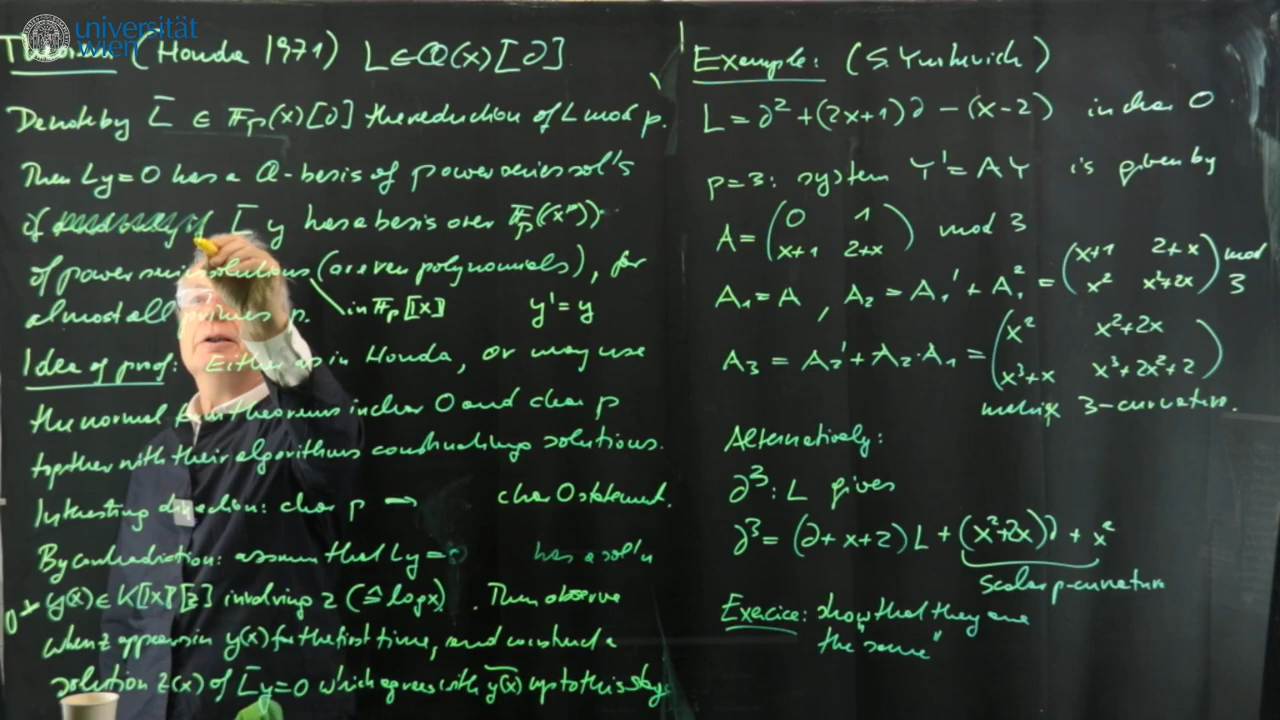 universität
wien
Theorem (Honda 1971) L∈Q(x)[∂].
Denote by L̄ ∈ F_p(x)[∂] the reduction of L mod p.
Then Ly=0 has a Q-basis of power series sol's
if L̄y has a basis over F_p((x^p))
of power series solutions (or even polynomials), for
almost all primes p. in F_p[[x]] y'=y
Idea of proof: Either as in Honda, or may use
the normal form theorems in char 0 and char p
together with their algorithms constructing solutions.
Interesting direction: char p → char 0 statement.
By contradiction: assume that Ly=0 has a sol'n
y(x)∈K[[x]][z] involving z (≙ log x). Then observe
when z appears in y(x) for the first time, and construct a
solution z(x) of L̄y=0 which agrees with ȳ(x) up to this stage
Example: (S. Yurkevich)
L = ∂² + (2x+1)∂ − (x−2) in char 0
p=3: system Y' = AY is given by
A = (0 1; x+1 2+x) mod 3
A₁ = A, A₂ = A₁' + A₁² = (x+1 2+x; x² x²+2x) mod 3
A₃ = A₂' + A₂·A₁ = (x² x²+2x; x³+x x³+2x²+2)
3-curvature.
Alternatively:
∂³ : L gives
∂³ = (∂+x+2)L + (x²+2x)∂ + x²
scalar p-curvature
Exercice: show that they are
"the same"